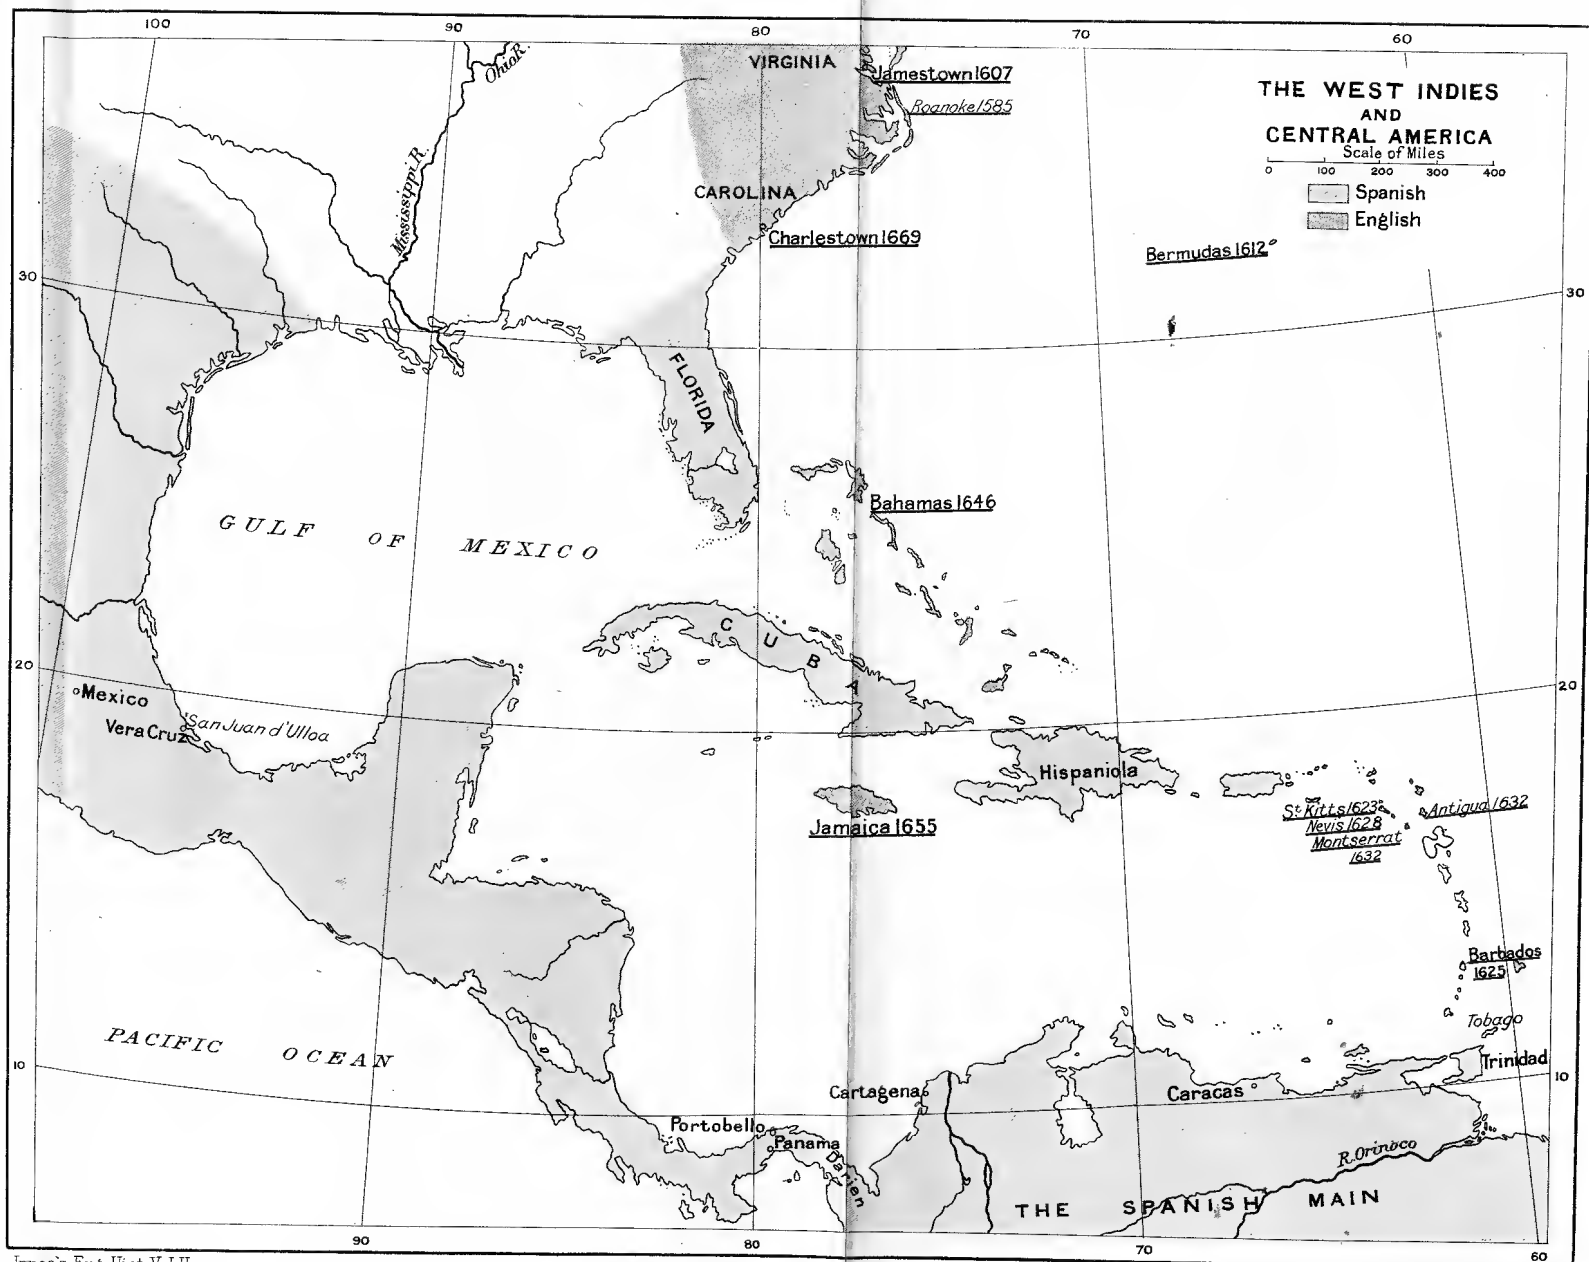 100
90
80
70
60
THE WEST INDIES
AND
CENTRAL AMERICA
Scale of Miles
0 100 200 300 400
Spanish
English
Ohio R.
VIRGINIA
Jamestown 1607
Roanoke 1585
Mississippi R.
CAROLINA
Charlestown 1669
Bermudas 1612
30
30
FLORIDA
Bahamas 1646
GULF OF MEXICO
CUBA
20
20
Mexico
Vera Cruz
San Juan d'Ulloa
Hispaniola
Jamaica 1655
St. Kitts 1623
Nevis 1628
Montserrat
1632
Antigua 1632
Barbados
1625
Tobago
Trinidad
PACIFIC OCEAN
10
10
Cartagena
Caracas
Portobello
Panama
Darien
R. Orinoco
THE SPANISH MAIN
90
80
70
60